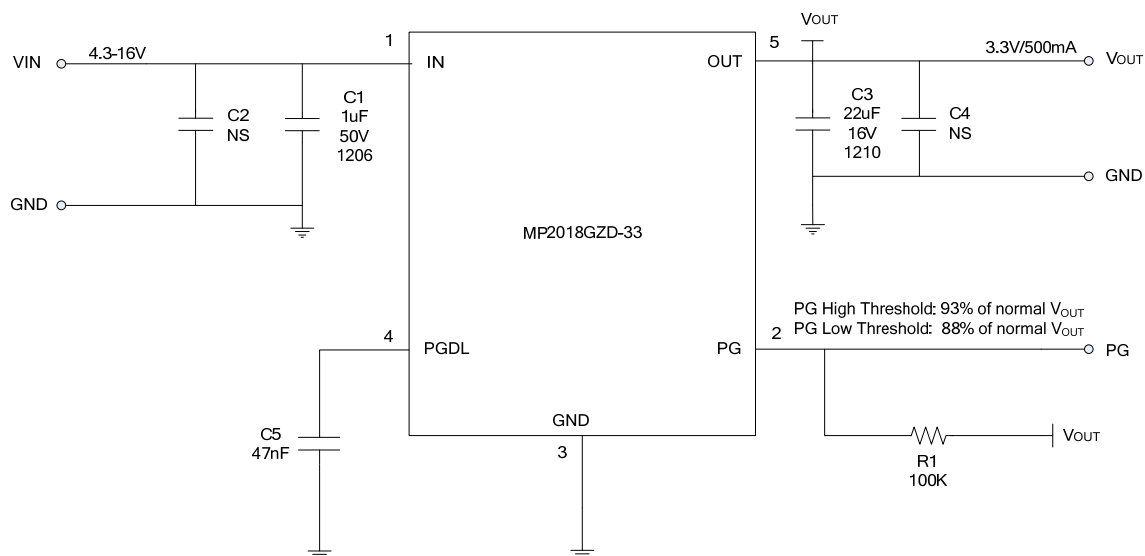 VOUT
4.3-16V
1
5
3.3V/500mA
VIN
IN
OUT
VOUT
C2
NS
C1
1uF
50V
1206
C3
22uF
16V
1210
C4
NS
GND
GND
MP2018GZD-33
PG High Threshold: 93% of normal VOUT
PG Low Threshold: 88% of normal VOUT
4
2
PGDL
PG
PG
GND
3
C5
47nF
VOUT
R1
100K